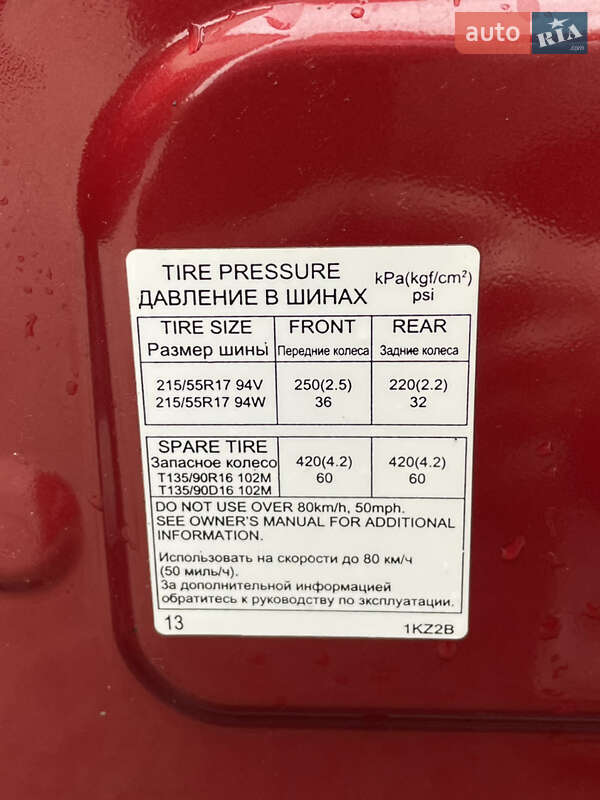 auto RIA.com
TIRE PRESSURE kPa(kgf/cm²)
ДАВЛЕНИЕ В ШИНАХ psi
TIRE SIZE FRONT REAR
Размер шины Передние колеса Задние колеса
215/55R17 94V 250(2.5) 220(2.2)
215/55R17 94W 36 32
SPARE TIRE
Запасное колесо 420(4.2) 420(4.2)
T135/90R16 102M 60 60
T135/90D16 102M
DO NOT USE OVER 80km/h, 50mph.
SEE OWNER'S MANUAL FOR ADDITIONAL
INFORMATION.
Использовать на скорости до 80 км/ч
(50 миль/ч).
За дополнительной информацией
обратитесь к руководству по зксплуатации.
13 1KZ2B